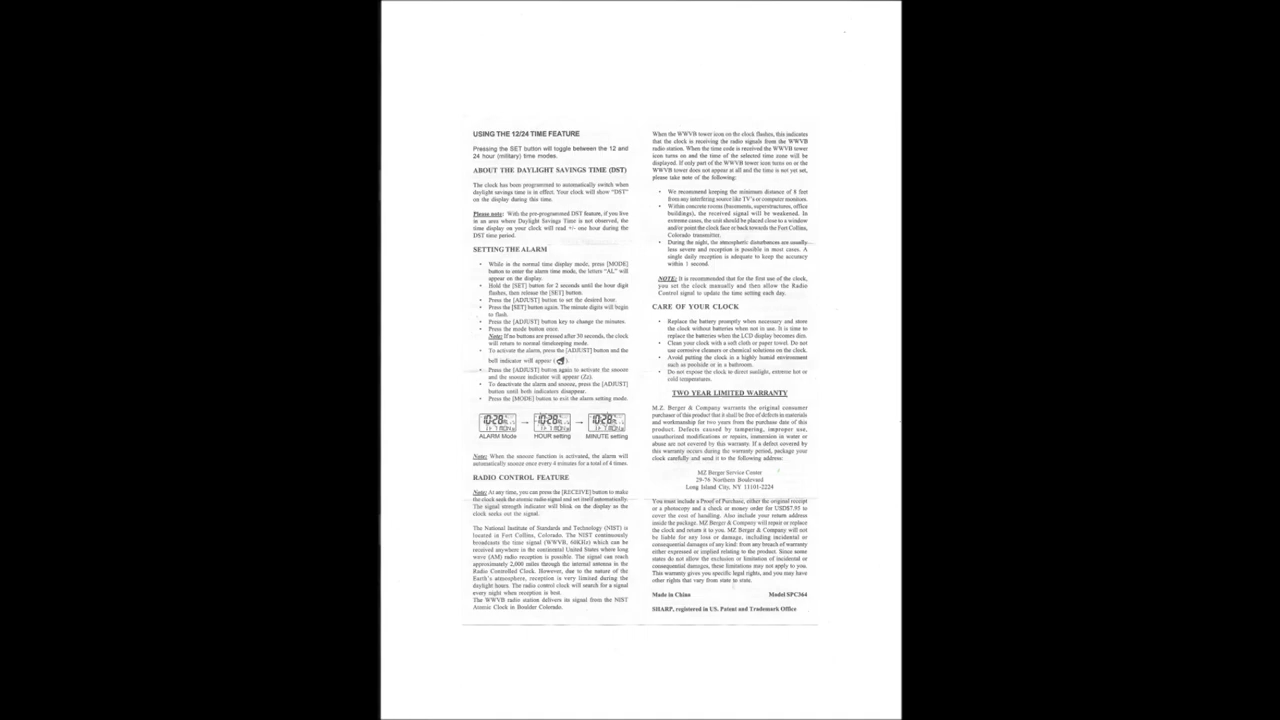 USING THE 12/24 TIME FEATURE
Pressing the SET button will toggle between the 12 and
24 hour (military) time modes.
ABOUT THE DAYLIGHT SAVINGS TIME (DST)
The clock has been programmed to automatically switch when
daylight savings time is in effect. Your clock will show "DST"
on the display during this time.
Please note: With the pre-programmed DST feature, if you live
in an area where Daylight Savings Time is not observed, the
time display on your clock will read +/- one hour during the
DST time period.
SETTING THE ALARM
• While in the normal time display mode, press [MODE]
button to enter the alarm time mode, the letters "AL" will
appear on the display.
• Hold the [SET] button for 2 seconds until the hour digit
flashes, then release the [SET] button.
• Press the [ADJUST] button to set the desired hour.
• Press the [SET] button again. The minute digits will begin
to flash.
• Press the [ADJUST] button key to change the minutes.
• Press the mode button once.
Note: If no buttons are pressed after 30 seconds, the clock
will return to normal timekeeping mode.
• To activate the alarm, press the [ADJUST] button and the
bell indicator will appear ( ).
• Press the [ADJUST] button again to activate the snooze
and the snooze indicator will appear (Zz).
• To deactivate the alarm and snooze, press the [ADJUST]
button until both indicators disappear.
• Press the [MODE] button to exit the alarm setting mode.
10:28 → 10:28 → 10:28
ALARM Mode HOUR setting MINUTE setting
Note: When the snooze function is activated, the alarm will
automatically snooze once every 4 minutes for a total of 4 times.
RADIO CONTROL FEATURE
Note: At any time, you can press the [RECEIVE] button to make
the clock seek the atomic radio signal and set itself automatically.
The signal strength indicator will blink on the display as the
clock seeks out the signal.
The National Institute of Standards and Technology (NIST) is
located in Fort Collins, Colorado. The NIST continuously
broadcasts the time signal (WWVB, 60KHz) which can be
received anywhere in the continental United States where long
wave (AM) radio reception is possible. The signal can reach
approximately 2,000 miles through the internal antenna in the
Radio Controlled Clock. However, due to the nature of the
Earth's atmosphere, reception is very limited during the
daylight hours. The radio control clock will search for a signal
every night when reception is best.
The WWVB radio station delivers its signal from the NIST
Atomic Clock in Boulder Colorado.
When the WWVB tower icon on the clock flashes, this indicates
that the clock is receiving the radio signals from the WWVB
radio station. When the time code is received the WWVB tower
icon turns on and the time of the selected time zone will be
displayed. If only part of the WWVB tower icon turns on or the
WWVB tower does not appear at all and the time is not yet set,
please take note of the following:
• We recommend keeping the minimum distance of 8 feet
from any interfering source like TV's or computer monitors.
• Within concrete rooms (basements, superstructures, office
buildings), the received signal will be weakened. In
extreme cases, the unit should be placed close to a window
and/or point the clock face or back towards the Fort Collins,
Colorado transmitter.
• During the night, the atmospheric disturbances are usually
less severe and reception is possible in most cases. A
single daily reception is adequate to keep the accuracy
within 1 second.
NOTE: It is recommended that for the first use of the clock,
you set the clock manually and then allow the Radio
Control signal to update the time setting each day.
CARE OF YOUR CLOCK
• Replace the battery promptly when necessary and store
the clock without batteries when not in use. It is time to
replace the batteries when the LCD display becomes dim.
• Clean your clock with a soft cloth or paper towel. Do not
use corrosive cleaners or chemical solutions on the clock.
• Avoid putting the clock in a highly humid environment
such as poolside or in a bathroom.
• Do not expose the clock to direct sunlight, extreme hot or
cold temperatures.
TWO YEAR LIMITED WARRANTY
M.Z. Berger & Company warrants the original consumer
purchaser of this product that it shall be free of defects in materials
and workmanship for two years from the purchase date of this
product. Defects caused by tampering, improper use,
unauthorized modifications or repairs, immersion in water or
abuse are not covered by this warranty. If a defect covered by
this warranty occurs during the warranty period, package your
clock carefully and send it to the following address:
MZ Berger Service Center
29-76 Northern Boulevard
Long Island City, NY 11101-2224
You must include a Proof of Purchase, either the original receipt
or a photocopy and a check or money order for USD$7.95 to
cover the cost of handling. Also include your return address
inside the package. MZ Berger & Company will repair or replace
the clock and return it to you. MZ Berger & Company will not
be liable for any loss or damage, including incidental or
consequential damages of any kind: from any breach of warranty
either expressed or implied relating to the product. Since some
states do not allow the exclusion or limitation of incidental or
consequential damages, these limitations may not apply to you.
This warranty gives you specific legal rights, and you may have
other rights that vary from state to state.
Made in China Model SPC364
SHARP, registered in US. Patent and Trademark Office